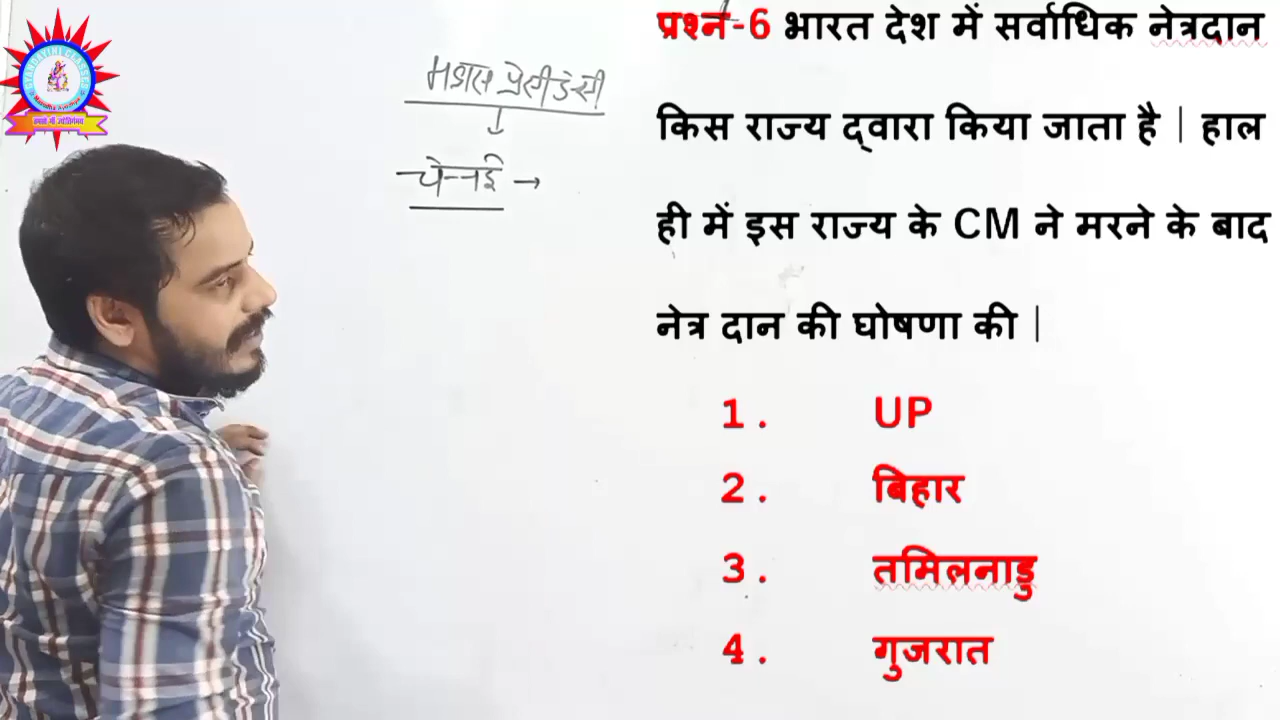 प्रश्न-6 भारत देश में सर्वाधिक नेत्रदान
किस राज्य द्वारा किया जाता है | हाल
ही में इस राज्य के CM ने मरने के बाद
नेत्र दान की घोषणा की |
1. UP
2. बिहार
3. तमिलनाडु
4. गुजरात
मद्रास प्रेसीडेंसी
चेन्नई →